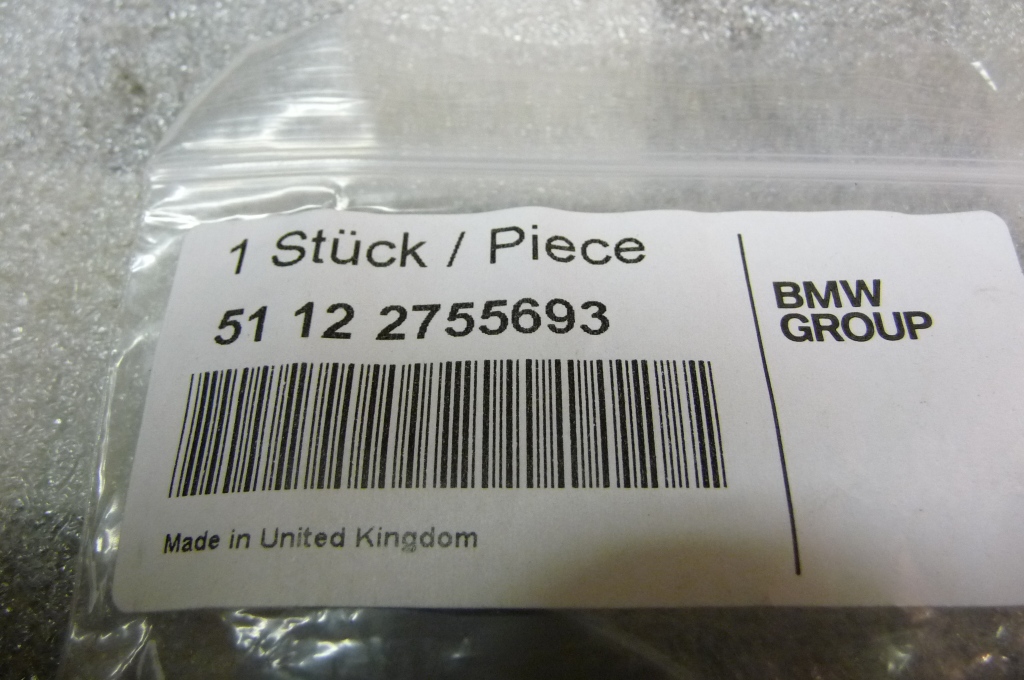 1 Stück / Piece
51 12 2755693
Made in United Kingdom
BMW
GROUP